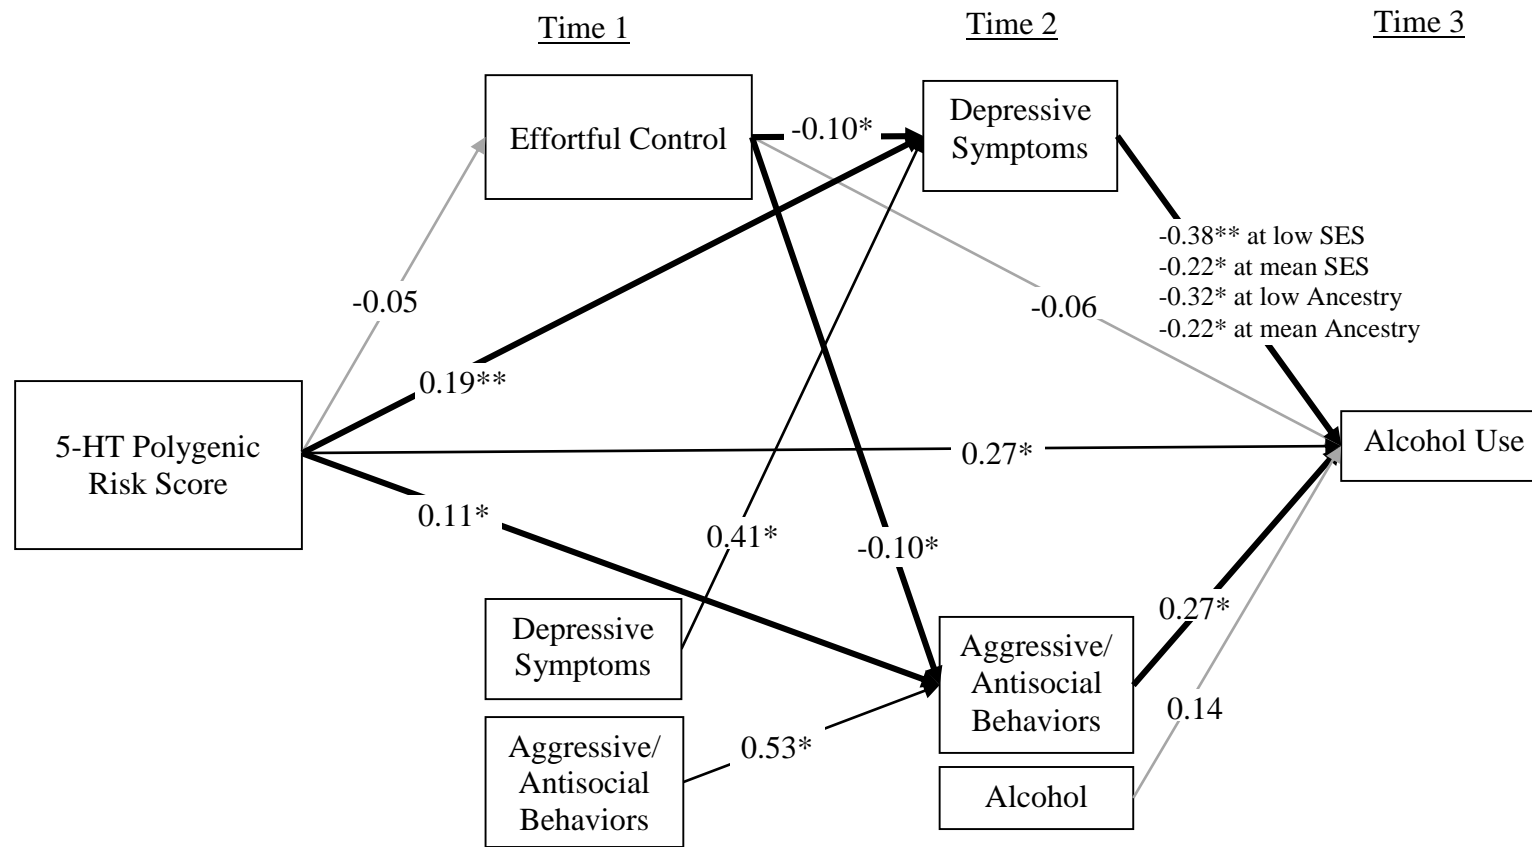 Time 1
Time 2
Time 3
Effortful Control
Depressive
Symptoms
-0.10*
-0.38** at low SES
-0.22* at mean SES
-0.32* at low Ancestry
-0.22* at mean Ancestry
-0.05
-0.06
0.19**
5-HT Polygenic
Risk Score
0.27*
Alcohol Use
0.11*
0.41*
-0.10*
Depressive
Symptoms
0.27*
Aggressive/
Antisocial
Behaviors
0.14
Aggressive/
Antisocial
Behaviors
0.53*
Alcohol